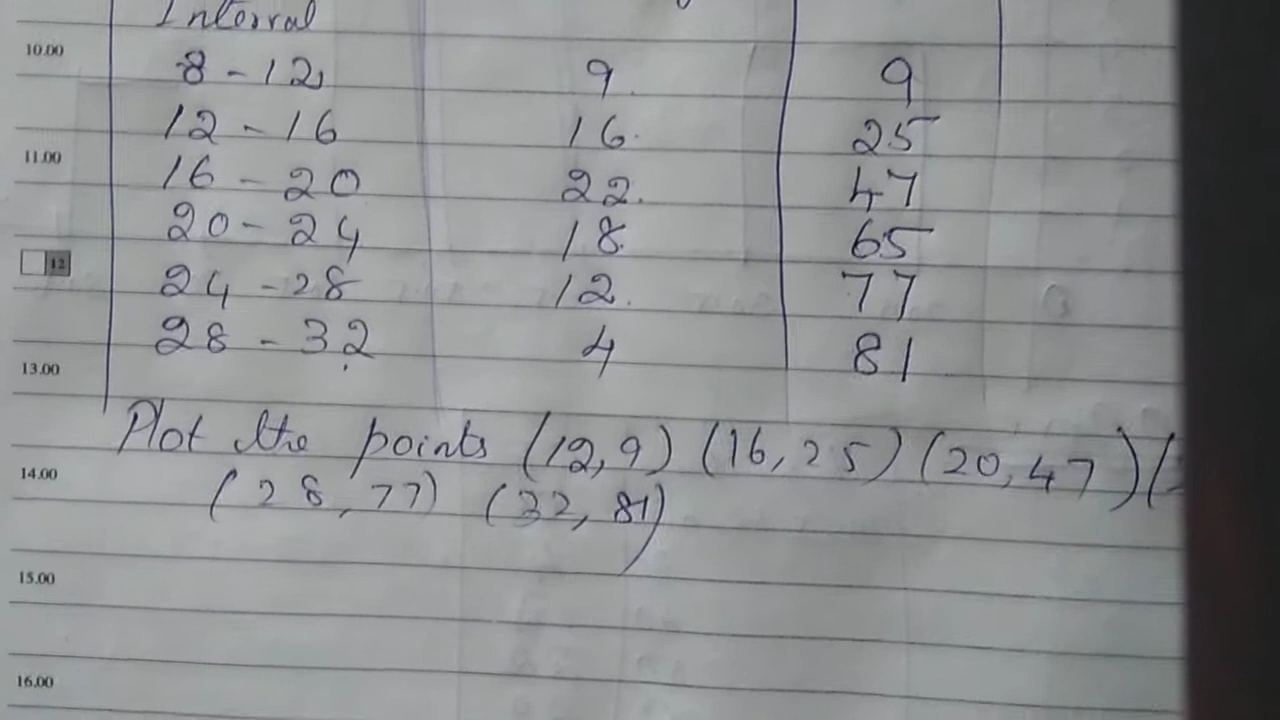 Interval
10.00
8 - 12 9 9
12 - 16 16 25
11.00
16 - 20 22 47
20 - 24 18 65
12
24 - 28 12 77
28 - 32 4 81
13.00
Plot the points (12,9) (16,25) (20,47) (
14.00
(28,77) (32,81)
15.00
16.00